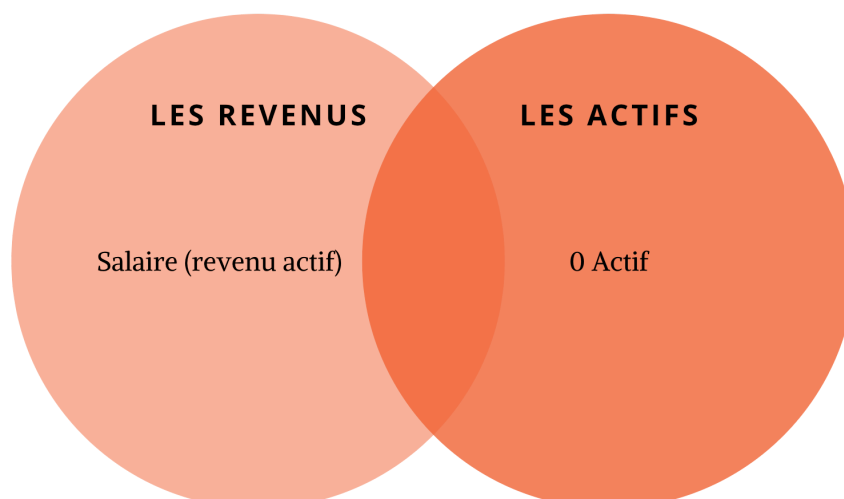 LES REVENUS
LES ACTIFS
Salaire (revenu actif)
0 Actif